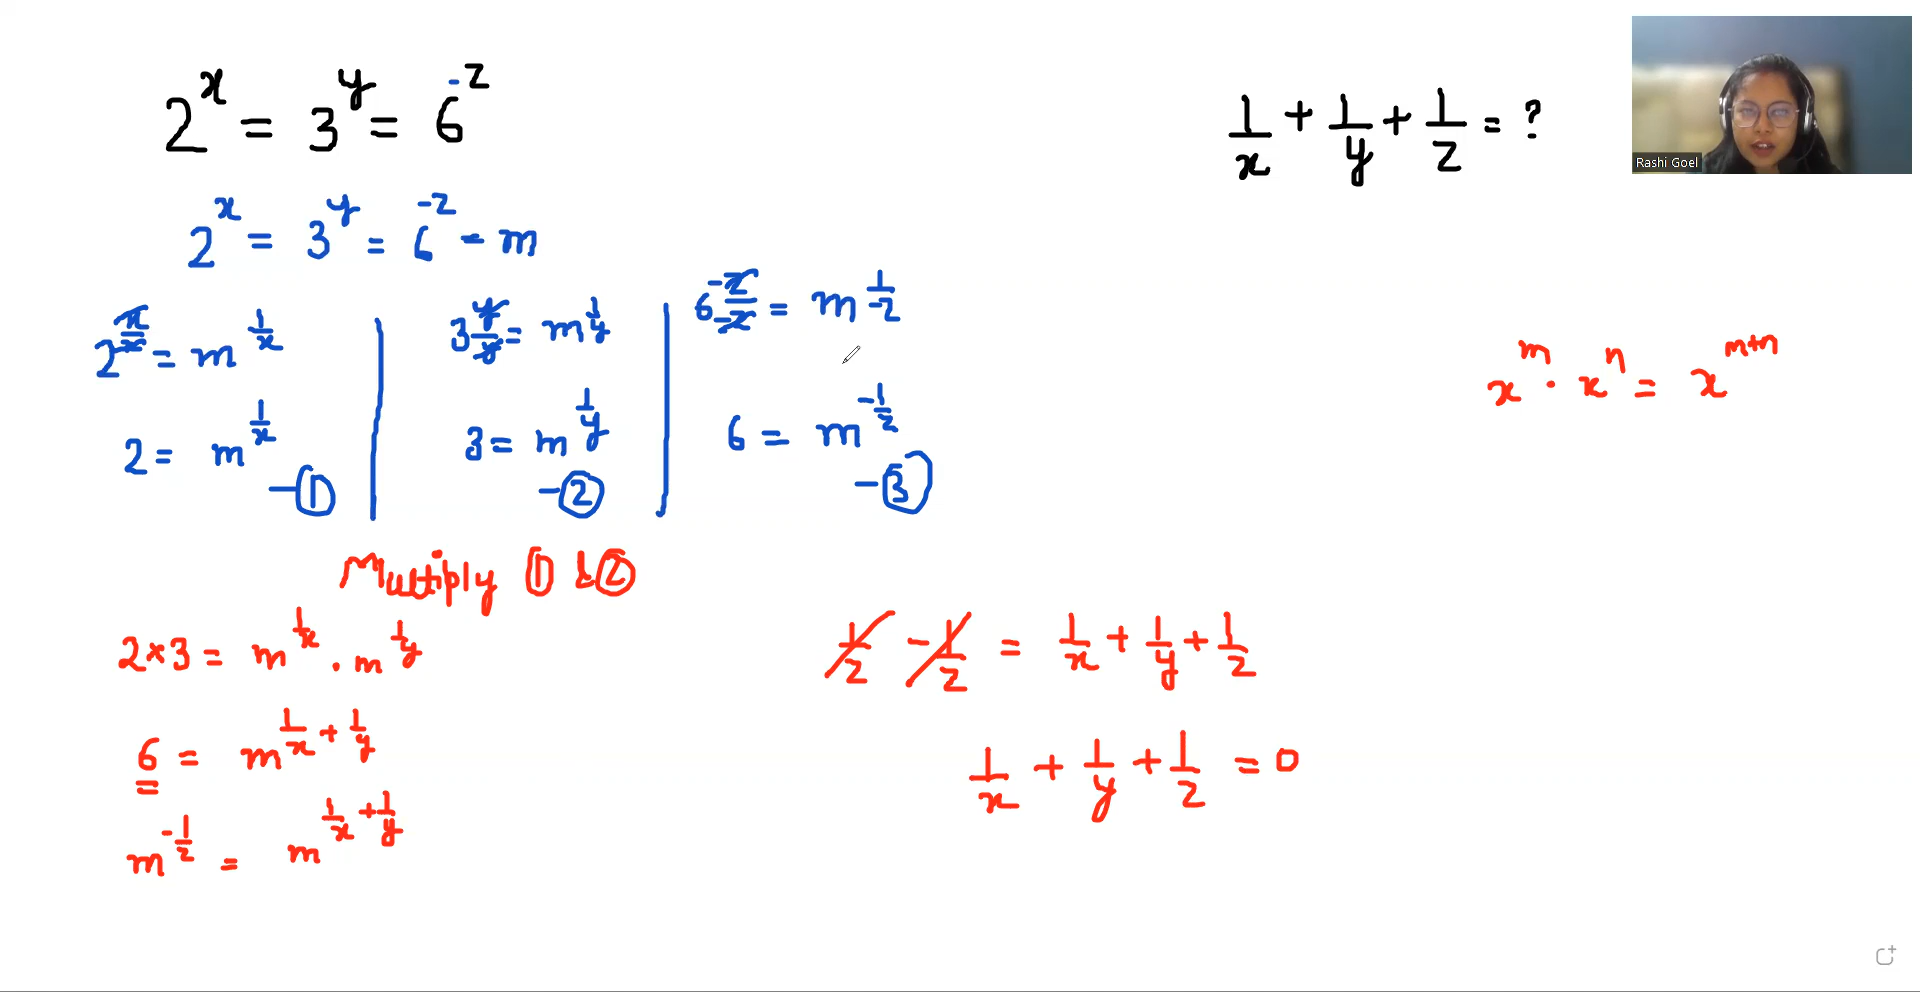 2^x = 3^y = 6^-z
1/x + 1/y + 1/z = ?
Rashi Goel
2^x = 3^y = 6^-z - m
2^x/x = m^1/x
3^y/y = m^1/y
6^-z/-z = m^1/-z
x^m · x^n = x^m+n
2 = m^1/x
3 = m^1/y
6 = m^-1/z
-①
-②
-③
Multiply ① & ②
2×3 = m^1/x · m^1/y
1/z - 1/z = 1/x + 1/y + 1/z
6 = m^1/x + 1/y
1/x + 1/y + 1/z = 0
m^-1/z = m^1/x + 1/y